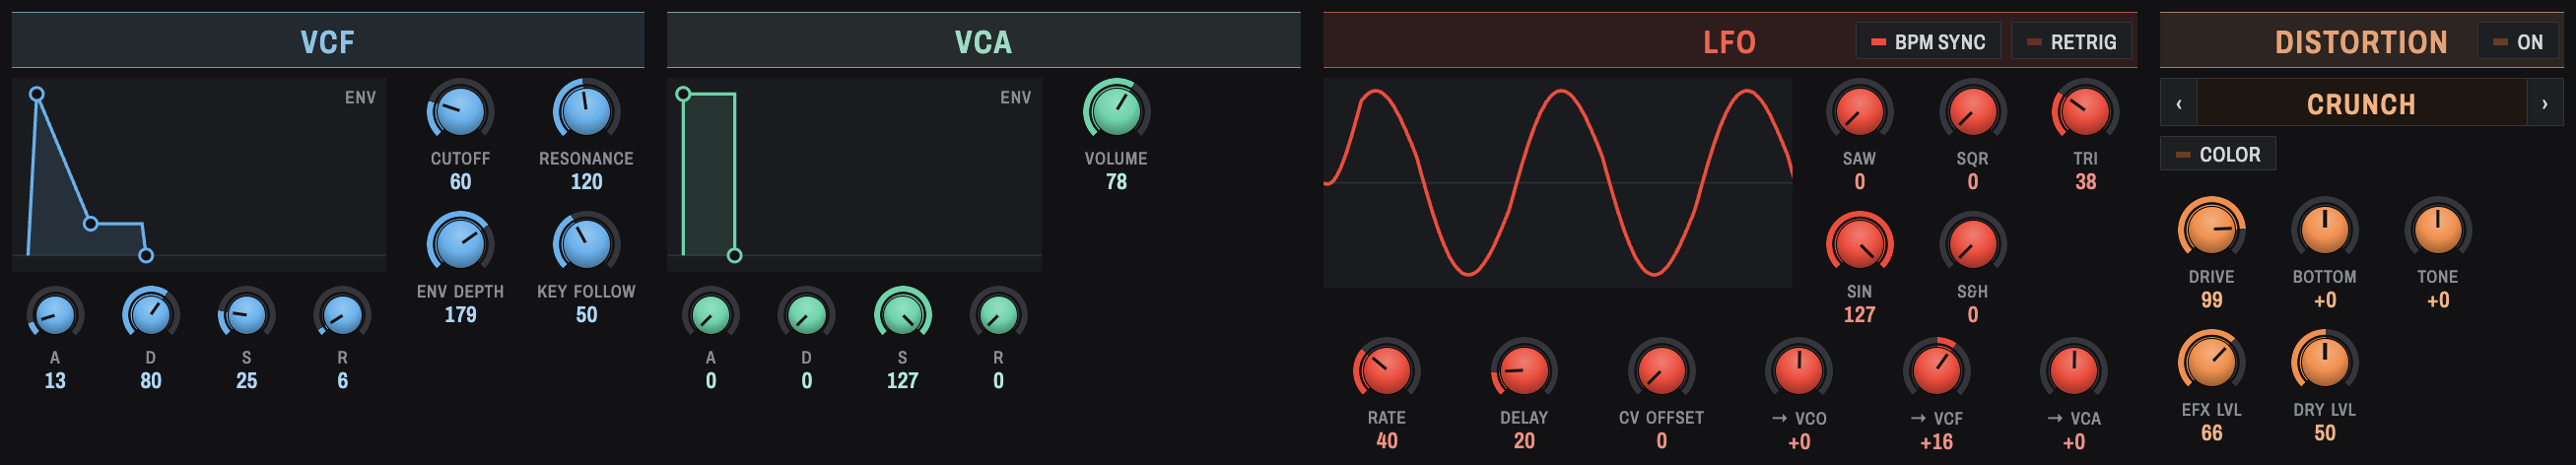 VCF
ENV
CUTOFF
60
RESONANCE
120
ENV DEPTH
179
KEY FOLLOW
50
A
13
D
80
S
25
R
6
VCA
ENV
VOLUME
78
A
0
D
0
S
127
R
0
LFO
BPM SYNC
RETRIG
SAW
0
SQR
0
TRI
38
SIN
127
S&H
0
RATE
40
DELAY
20
CV OFFSET
0
→ VCO
+0
→ VCF
+16
→ VCA
+0
DISTORTION
ON
‹ CRUNCH ›
COLOR
DRIVE
99
BOTTOM
+0
TONE
+0
EFX LVL
66
DRY LVL
50